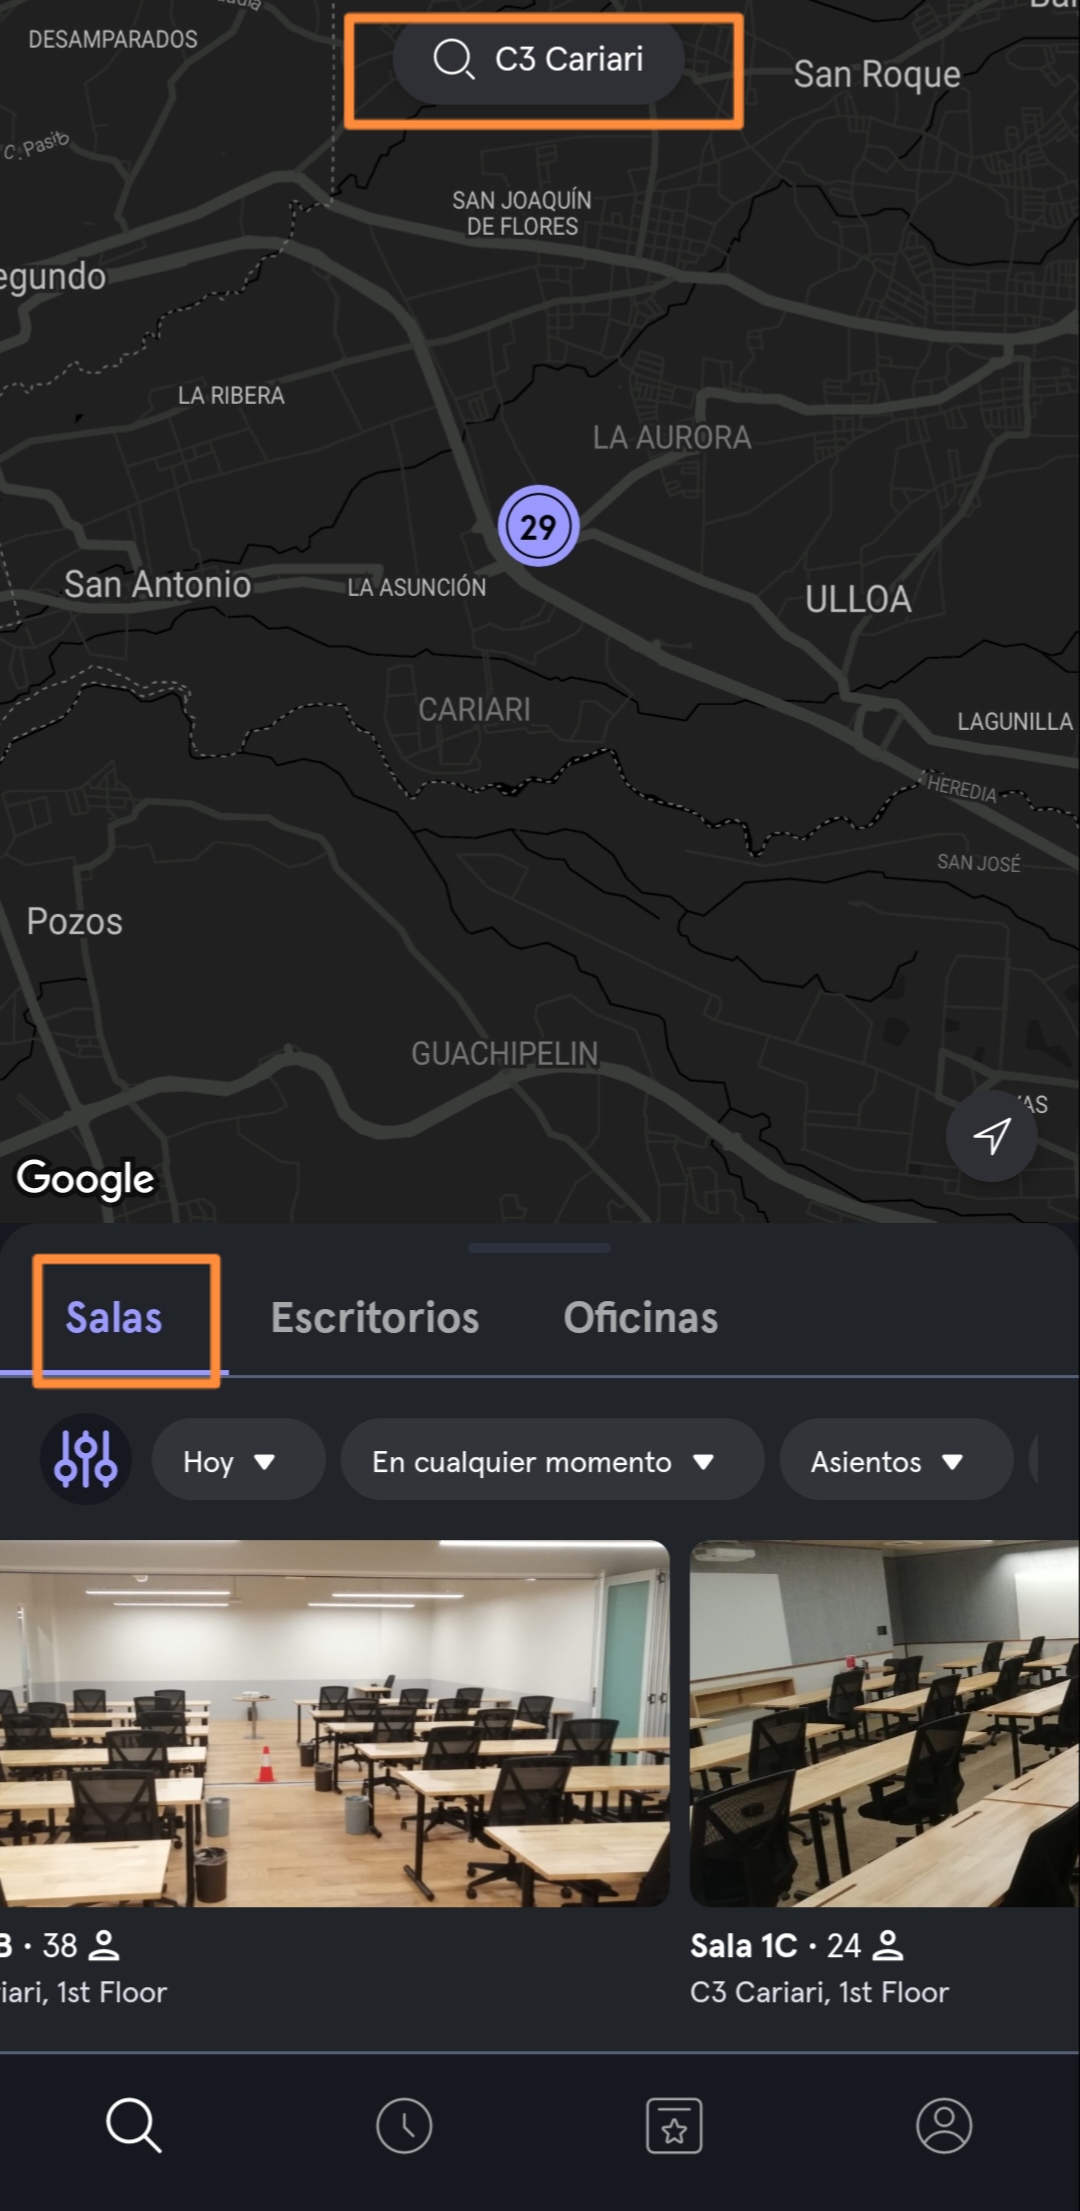 DESAMPARADOS
C3 Cariari
San Roque
C. Pasito
SAN JOAQUÍN
DE FLORES
egundo
LA RIBERA
LA AURORA
29
San Antonio
LA ASUNCIÓN
ULLOA
CARIARI
LAGUNILLA
HEREDIA
SAN JOSÉ
Pozos
GUACHIPELIN
AS
Google
Salas Escritorios Oficinas
Hoy En cualquier momento Asientos
B · 38
Sala 1C · 24
iari, 1st Floor
C3 Cariari, 1st Floor